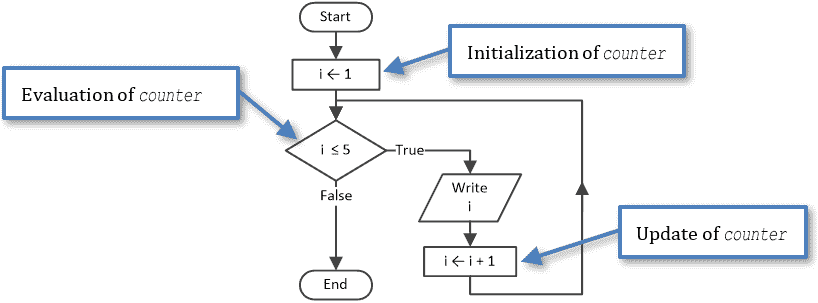 Start
Initialization of counter
i ← 1
Evaluation of counter
i ≤ 5
True
False
Write
i
Update of counter
i ← i + 1
End